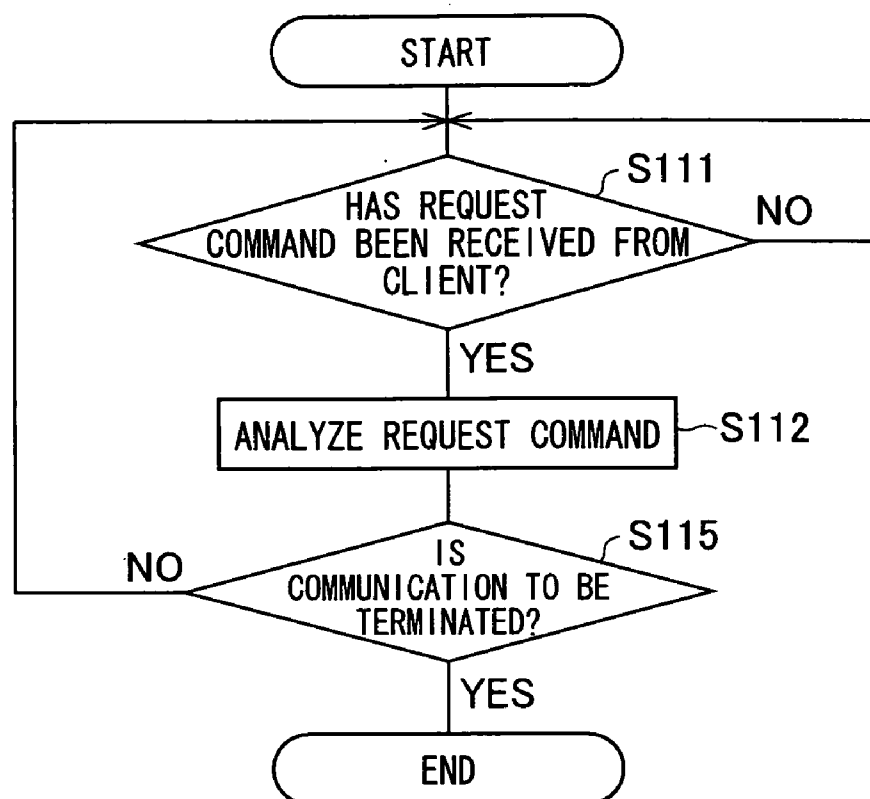 START
S111
HAS REQUEST
COMMAND BEEN RECEIVED FROM
CLIENT?
NO
YES
ANALYZE REQUEST COMMAND
S112
S115
IS
COMMUNICATION TO BE
TERMINATED?
NO
YES
END